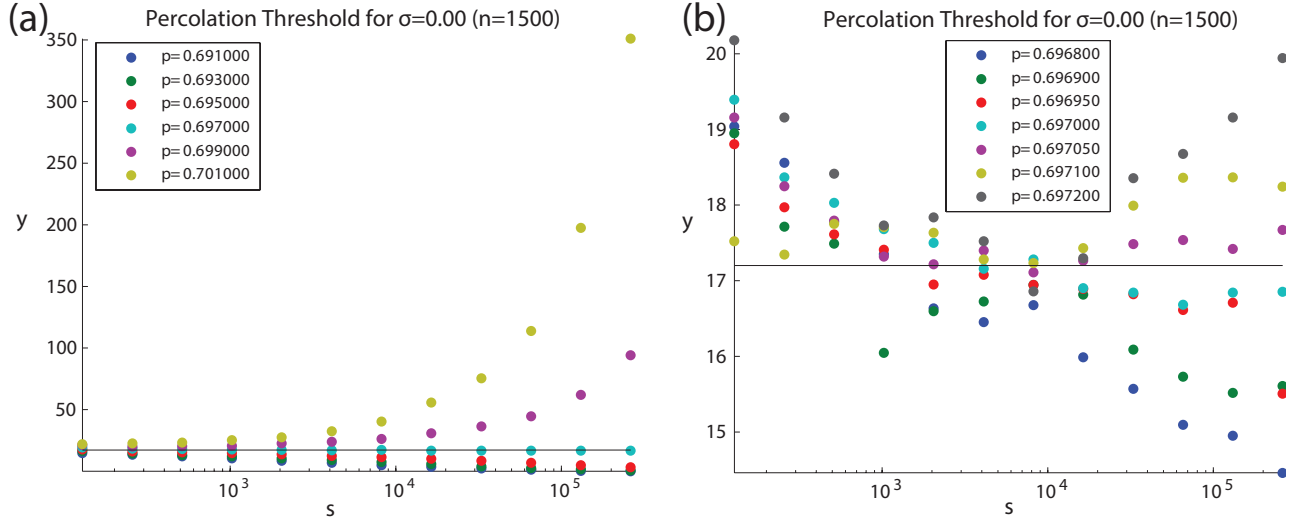 (a)
Percolation Threshold for σ=0.00 (n=1500)
350
300
250
200
150
100
50
y
p=0.691000
p=0.693000
p=0.695000
p=0.697000
p=0.699000
p=0.701000
10³
10⁴
10⁵
s
(b)
Percolation Threshold for σ=0.00 (n=1500)
20
19
18
17
16
15
y
p=0.696800
p=0.696900
p=0.696950
p=0.697000
p=0.697050
p=0.697100
p=0.697200
10³
10⁴
10⁵
s